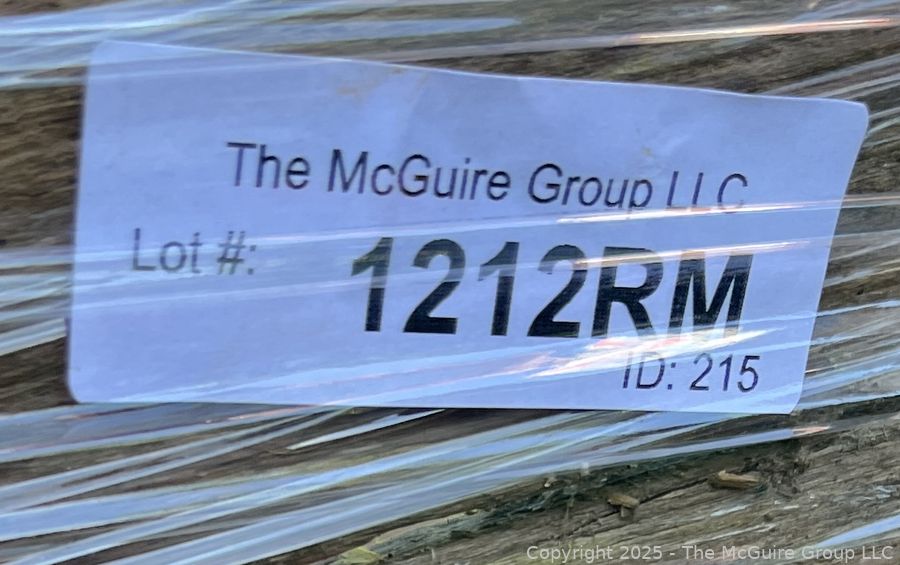 The McGuire Group LLC
Lot #:
1212RM
ID: 215
Copyright 2025 - The McGuire Group LLC